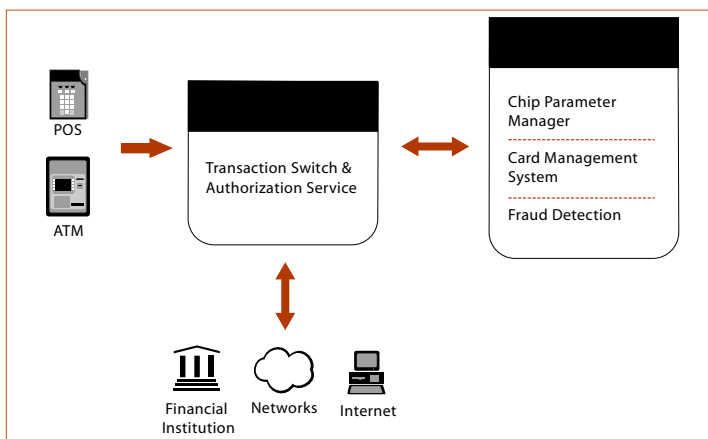 POS
ATM
Transaction Switch &
Authorization Service
Chip Parameter
Manager
Card Management
System
Fraud Detection
Financial
Institution
Networks
Internet